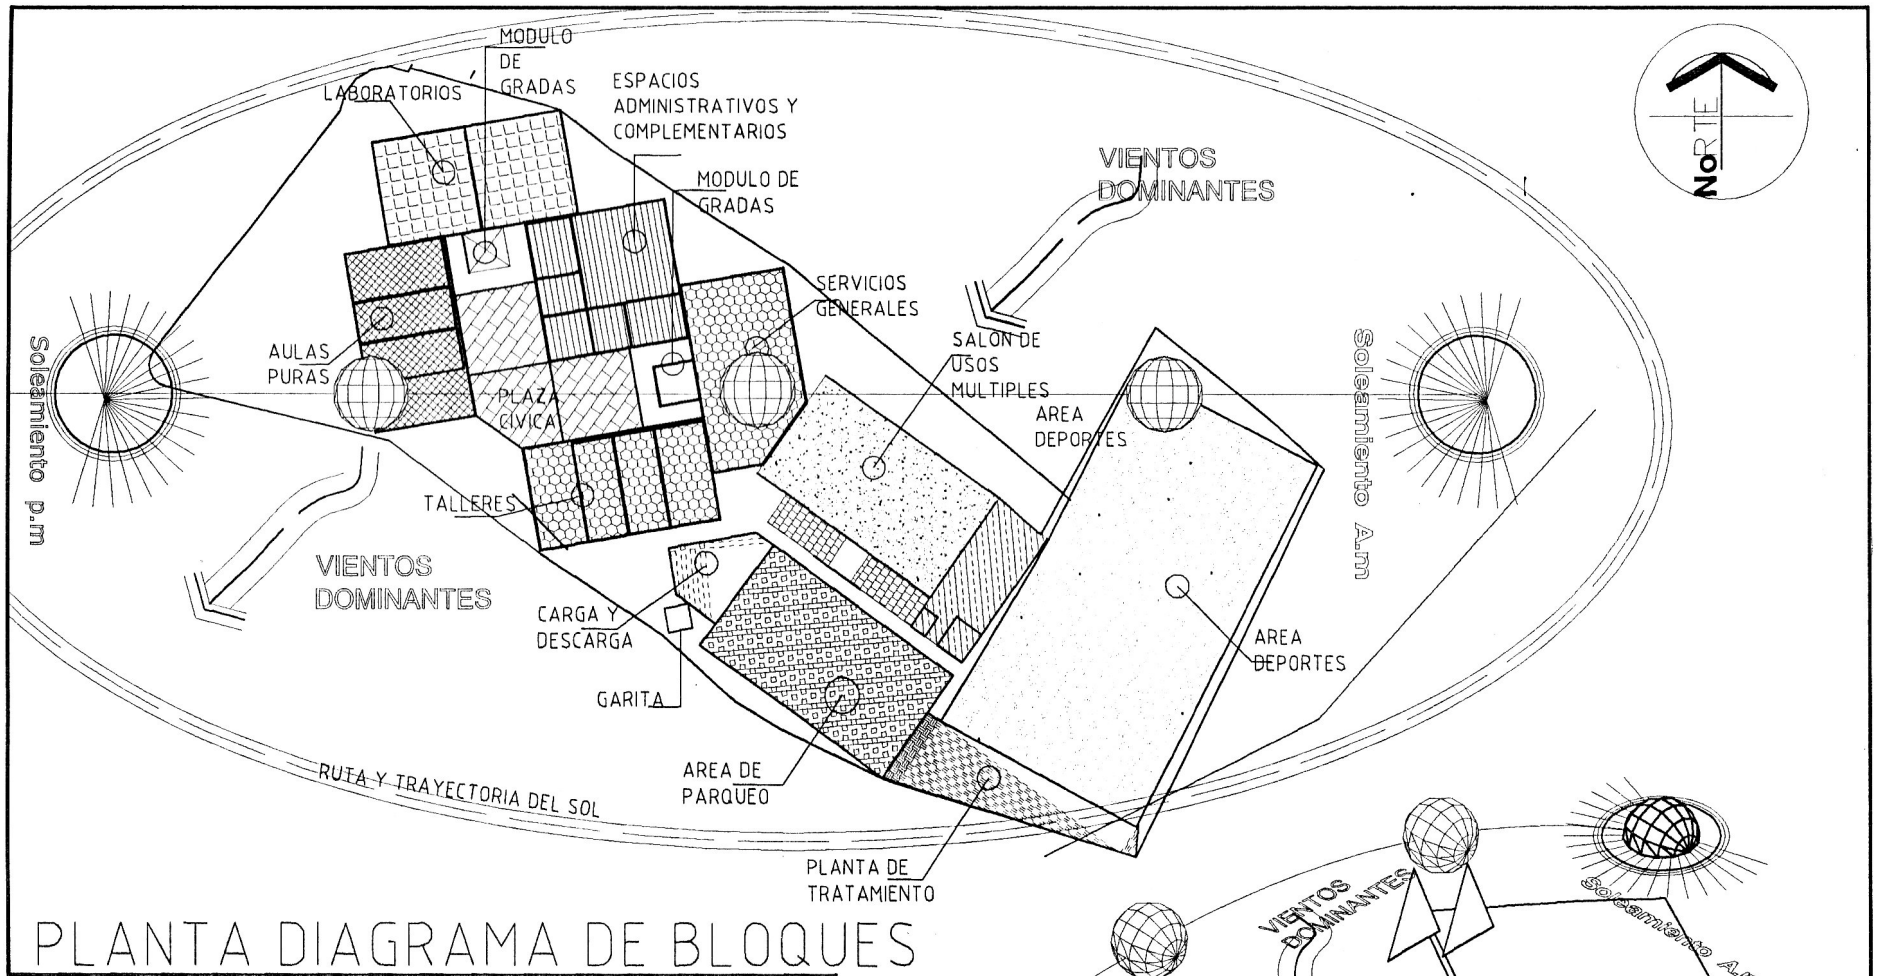 MODULO
DE
GRADAS
LABORATORIOS
ESPACIOS
ADMINISTRATIVOS Y
COMPLEMENTARIOS
MODULO DE
GRADAS
VIENTOS
DOMINANTES
NORTE
SERVICIOS
GENERALES
SALON DE
USOS
MULTIPLES
AREA
DEPORTES
AULAS
PURAS
PLAZA
CIVICA
Soleamiento p.m
Soleamiento A.m
TALLERES
VIENTOS
DOMINANTES
CARGA Y
DESCARGA
GARITA
AREA
DEPORTES
AREA DE
PARQUEO
RUTA Y TRAYECTORIA DEL SOL
PLANTA DE
TRATAMIENTO
VIENTOS
DOMINANTES
Soleamiento A.m
PLANTA DIAGRAMA DE BLOQUES